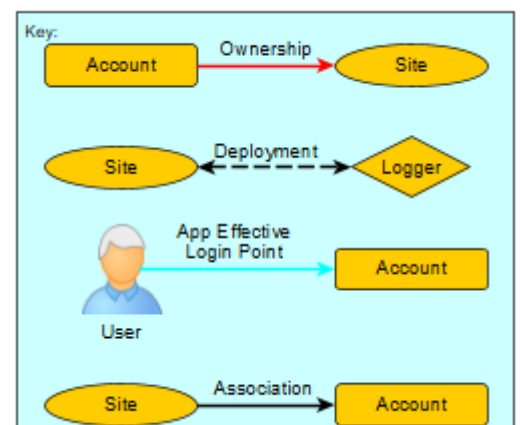 Key:
Account
Ownership
Site
Site
Deployment
Logger
App Effective
Login Point
Account
User
Site
Association
Account